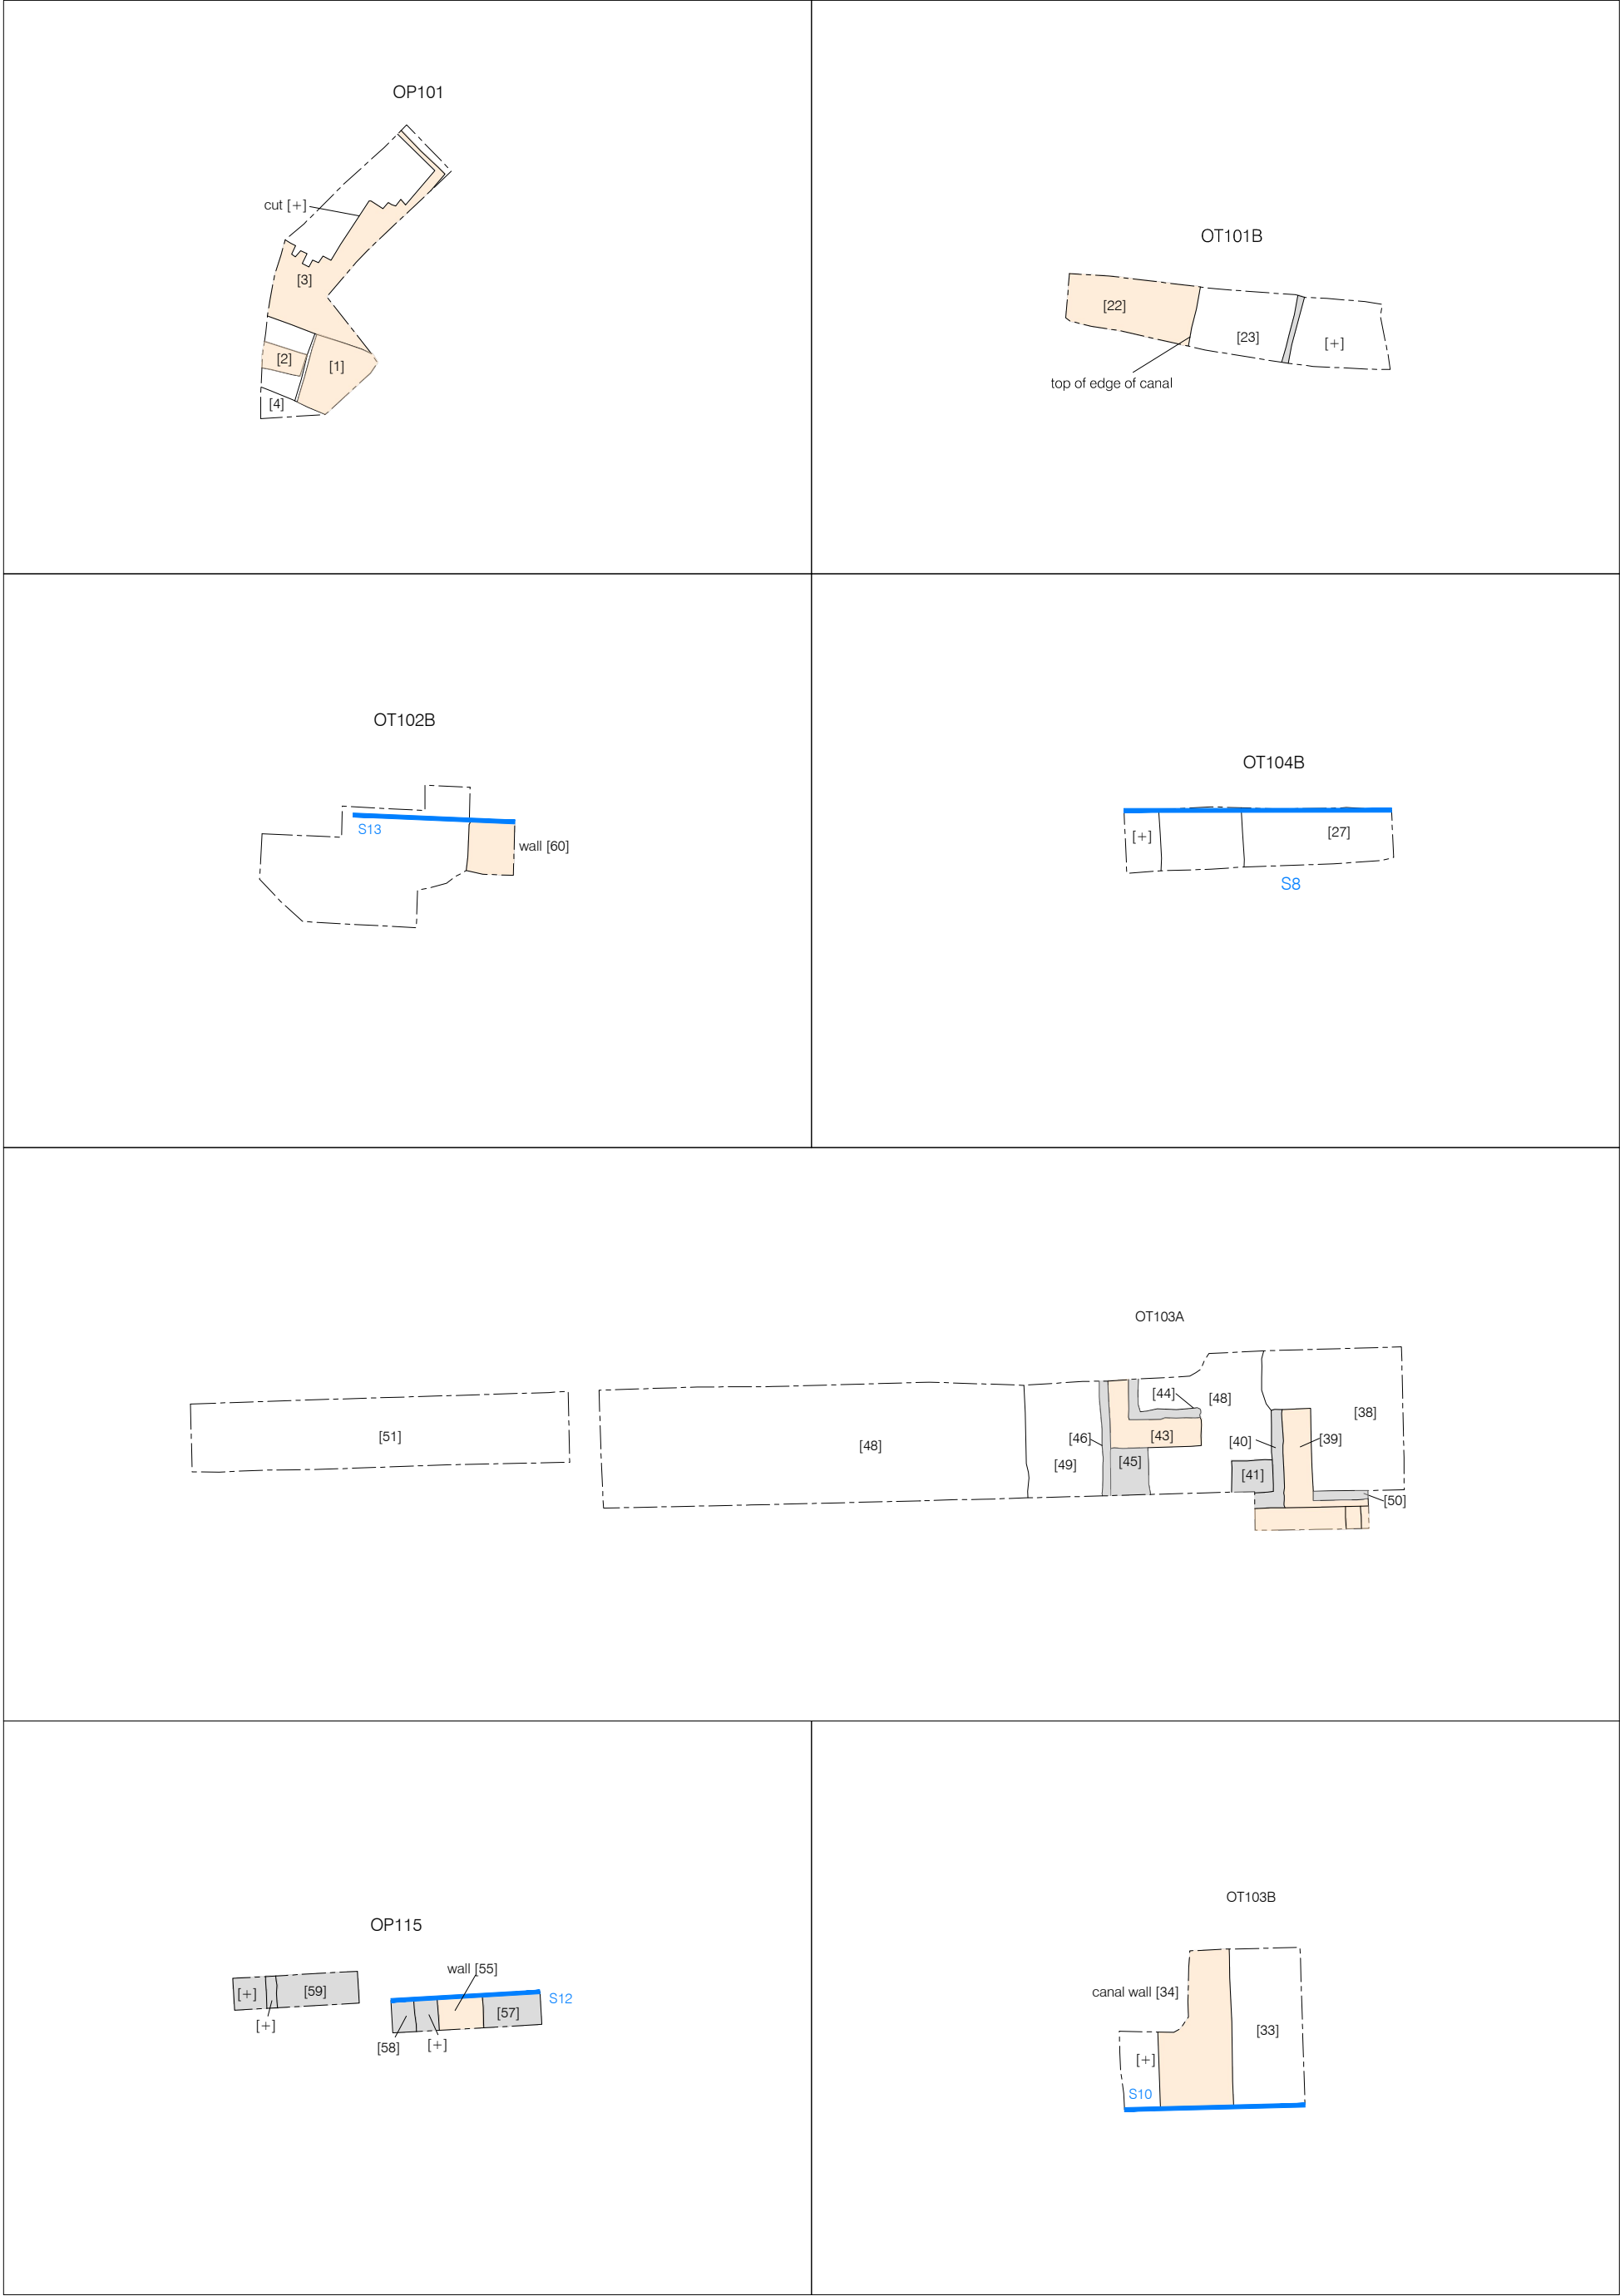 OP101
cut [+]
[3]
[2]
[1]
[4]
OT101B
[22]
[23]
[+]
top of edge of canal
OT102B
S13
wall [60]
OT104B
[+]
[27]
S8
OT103A
[51]
[48]
[49]
[46]
[45]
[44]
[43]
[48]
[40]
[41]
[39]
[38]
[50]
OP115
[+]
[59]
[+]
wall [55]
S12
[57]
[58]
[+]
OT103B
canal wall [34]
[33]
[+]
S10